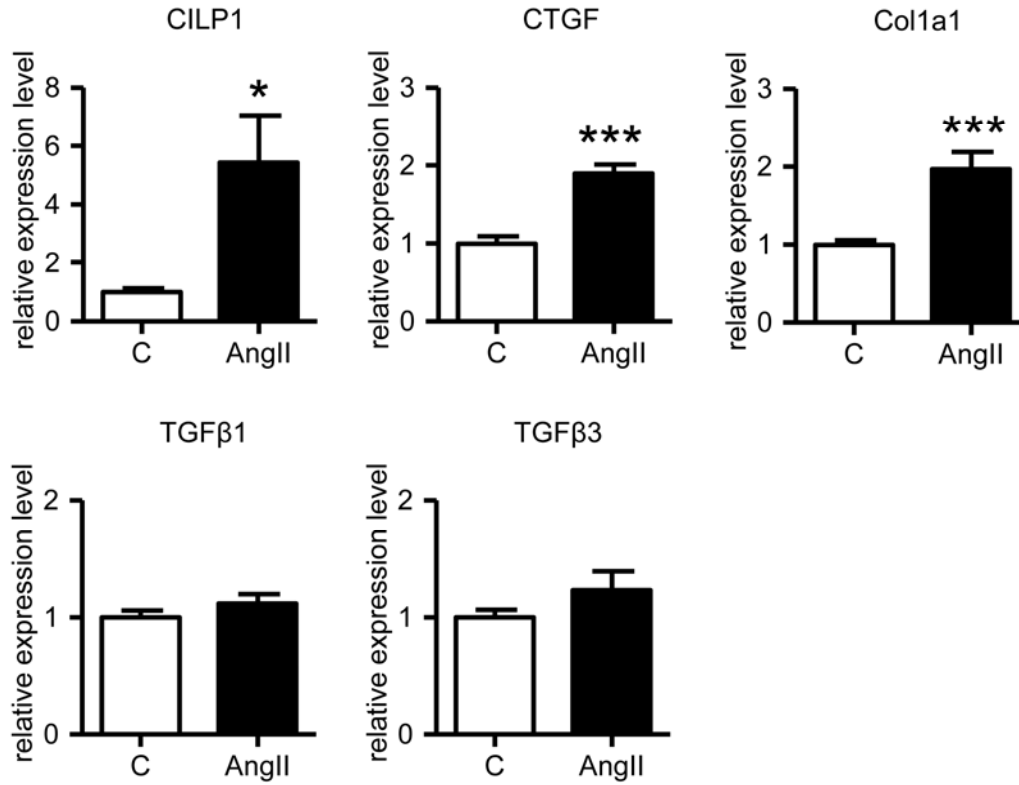 CILP1
relative expression level
8
6
4
2
0
*
C AngII
CTGF
relative expression level
3
2
1
0
***
C AngII
Col1a1
relative expression level
3
2
1
0
***
C AngII
TGFβ1
relative expression level
2
1
0
C AngII
TGFβ3
relative expression level
2
1
0
C AngII